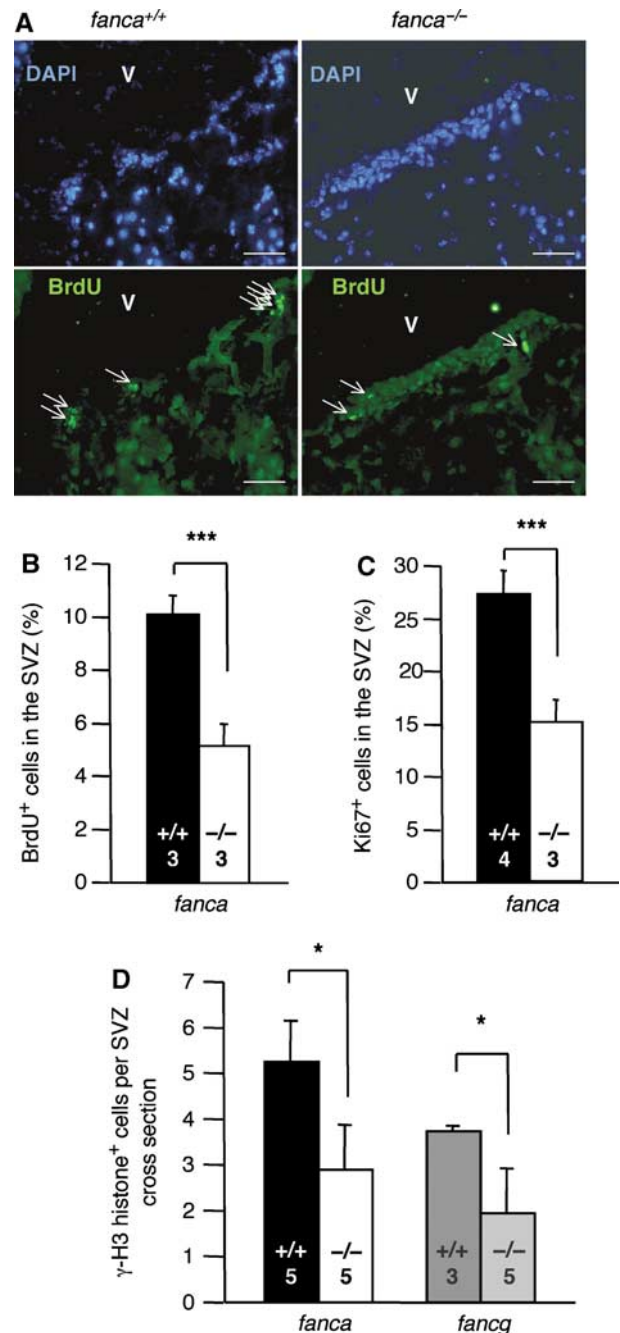 A
fanca+/+
fanca−/−
DAPI
V
DAPI
V
BrdU
V
BrdU
V
B
***
BrdU+ cells in the SVZ (%)
12
10
8
6
4
2
0
+/+
3
−/−
3
fanca
C
***
Ki67+ cells in the SVZ (%)
30
25
20
15
10
5
0
+/+
4
−/−
3
fanca
D
*
*
γ-H3 histone+ cells per SVZ
cross section
7
6
5
4
3
2
1
0
+/+
5
−/−
5
+/+
3
−/−
5
fanca
fancg